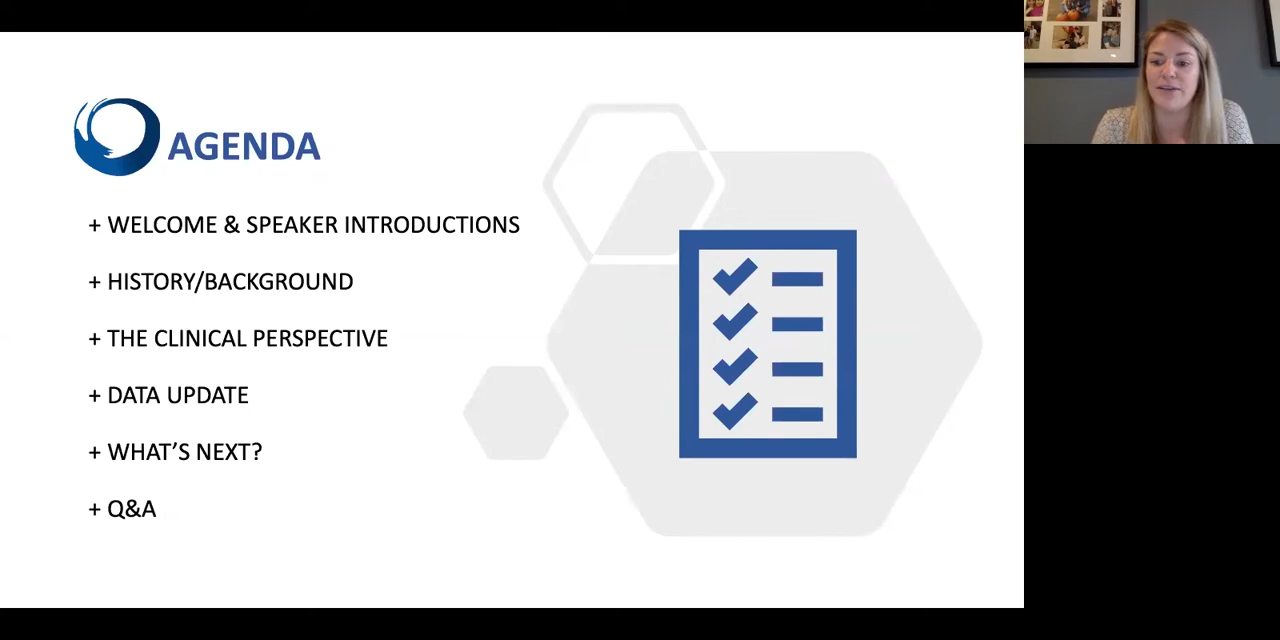 AGENDA
+ WELCOME & SPEAKER INTRODUCTIONS
+ HISTORY/BACKGROUND
+ THE CLINICAL PERSPECTIVE
+ DATA UPDATE
+ WHAT'S NEXT?
+ Q&A